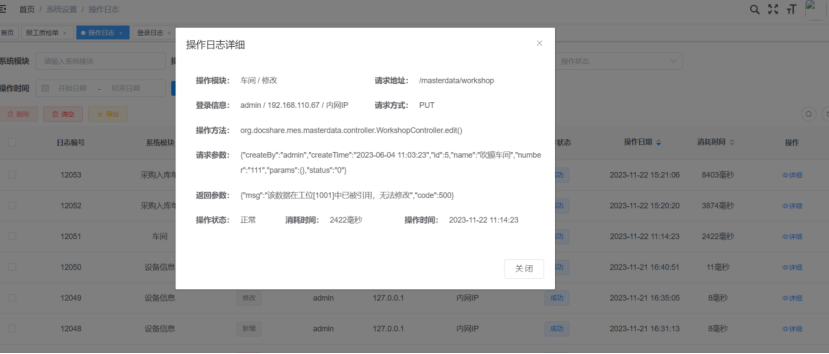 首页 / 系统设置 / 操作日志
首页
报工质检单 ×
操作日志 ×
登录日志 ×
系统模块
请输入系统模块
操作状态
操作时间
开始日期 - 结束日期
删除
清空
导出
日志编号
系统模块
状态
操作日期
消耗时间
操作
12053
采购入库
成功
2023-11-22 15:21:06
8403毫秒
详细
12052
采购入库
成功
2023-11-22 15:20:20
3874毫秒
详细
12051
车间
成功
2023-11-22 11:14:23
2422毫秒
详细
12050
设备信息
成功
2023-11-21 16:40:51
11毫秒
详细
12049
设备信息
修改
admin
127.0.0.1
内网IP
成功
2023-11-21 16:35:05
8毫秒
详细
12048
设备信息
新增
admin
127.0.0.1
内网IP
成功
2023-11-21 16:31:13
8毫秒
详细
操作日志详细
操作模块： 车间 / 修改
请求地址： /masterdata/workshop
登录信息： admin / 192.168.110.67 / 内网IP
请求方式： PUT
操作方法： org.docshare.mes.masterdata.controller.WorkshopController.edit()
请求参数： {"createBy":"admin","createTime":"2023-06-04 11:03:23","id":5,"name":"吹膜车间","numbe
r":"111","params":{},"status":"0"}
返回参数： {"msg":"该数据在工位[1001]中已被引用，无法修改","code":500}
操作状态： 正常
消耗时间： 2422毫秒
操作时间： 2023-11-22 11:14:23
关 闭